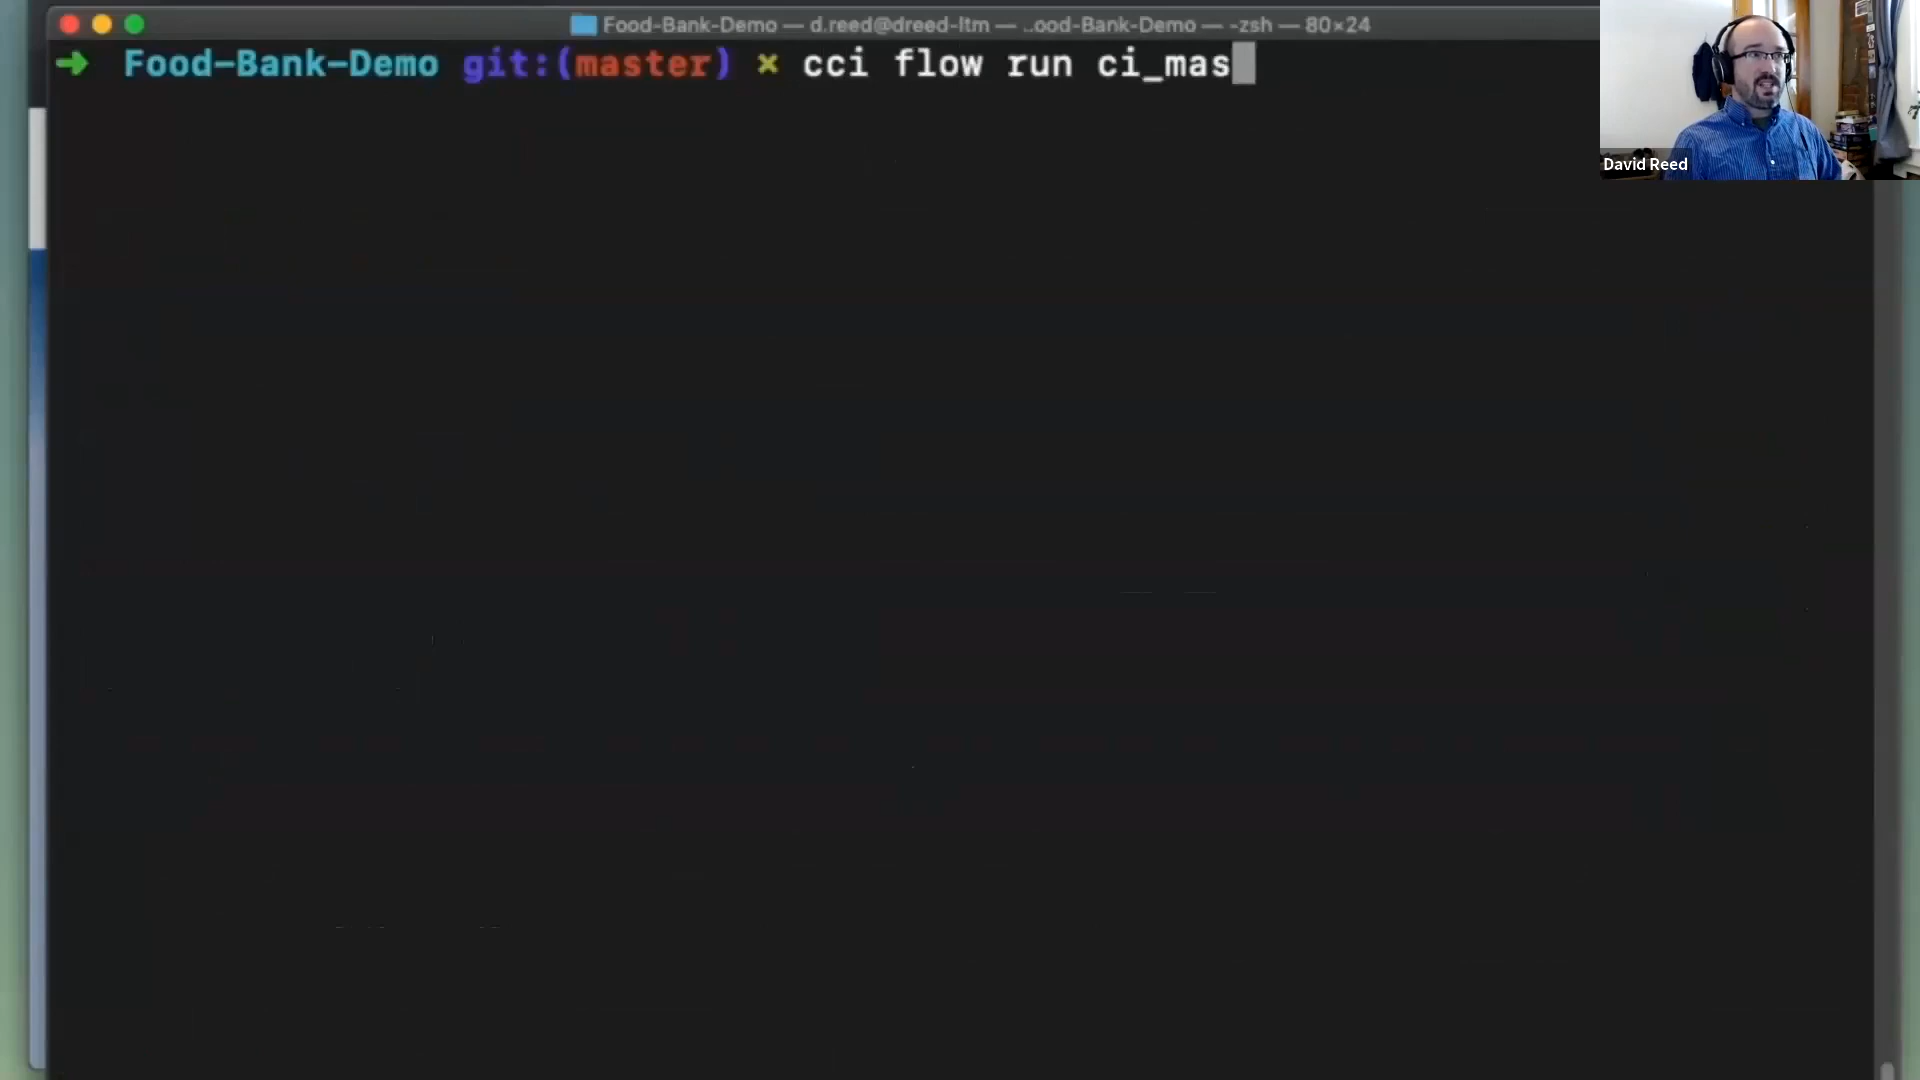 Food-Bank-Demo — d.reed@dreed-ltm — ..ood-Bank-Demo — -zsh — 80×24
➜ Food-Bank-Demo git:(master) ✗ cci flow run ci_mas
David Reed